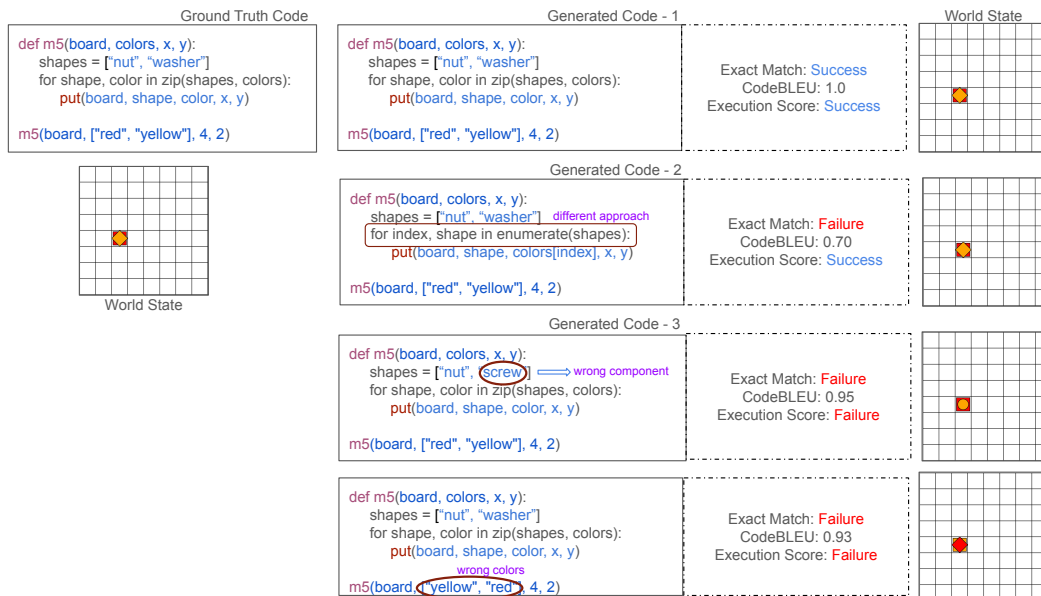 Ground Truth Code
def m5(board, colors, x, y):
shapes = [“nut”, “washer”]
for shape, color in zip(shapes, colors):
put(board, shape, color, x, y)
m5(board, ["red", "yellow"], 4, 2)
World State
Generated Code - 1
def m5(board, colors, x, y):
shapes = [“nut”, “washer”]
for shape, color in zip(shapes, colors):
put(board, shape, color, x, y)
m5(board, ["red", "yellow"], 4, 2)
Exact Match: Success
CodeBLEU: 1.0
Execution Score: Success
World State
Generated Code - 2
def m5(board, colors, x, y):
shapes = [“nut”, “washer”] different approach
for index, shape in enumerate(shapes):
put(board, shape, colors[index], x, y)
m5(board, ["red", "yellow"], 4, 2)
Exact Match: Failure
CodeBLEU: 0.70
Execution Score: Success
Generated Code - 3
def m5(board, colors, x, y):
shapes = [“nut”, “screw”] wrong component
for shape, color in zip(shapes, colors):
put(board, shape, color, x, y)
m5(board, ["red", "yellow"], 4, 2)
Exact Match: Failure
CodeBLEU: 0.95
Execution Score: Failure
def m5(board, colors, x, y):
shapes = [“nut”, “washer”]
for shape, color in zip(shapes, colors):
put(board, shape, color, x, y)
wrong colors
m5(board, ["yellow", "red"], 4, 2)
Exact Match: Failure
CodeBLEU: 0.93
Execution Score: Failure